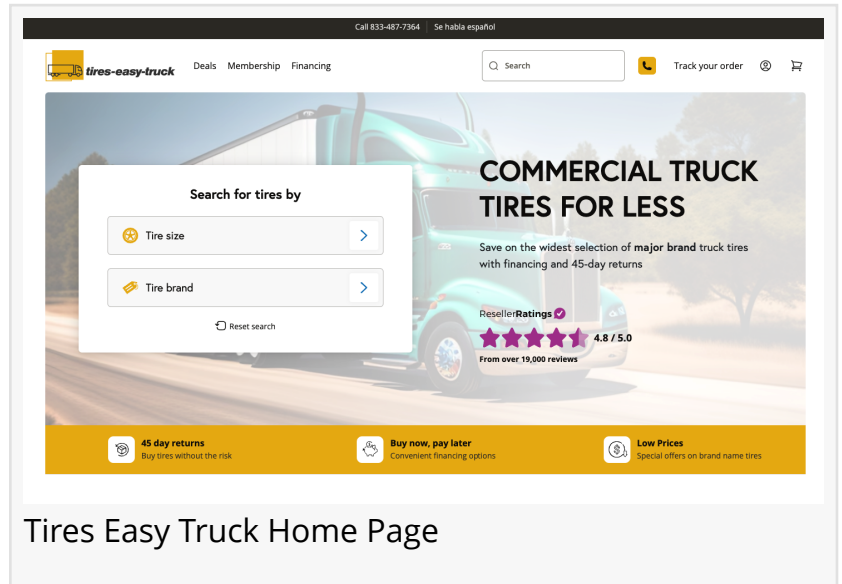 Call 833-487-7364 Se habla español
tires-easy-truck Deals Membership Financing Search Track your order
COMMERCIAL TRUCK
TIRES FOR LESS
Search for tires by
Tire size
Tire brand
Reset search
Save on the widest selection of major brand truck tires
with financing and 45-day returns
ResellerRatings
4.8 / 5.0
From over 19,000 reviews
45 day returns
Buy tires without the risk
Buy now, pay later
Convenient financing options
Low Prices
Special offers on brand name tires
Tires Easy Truck Home Page